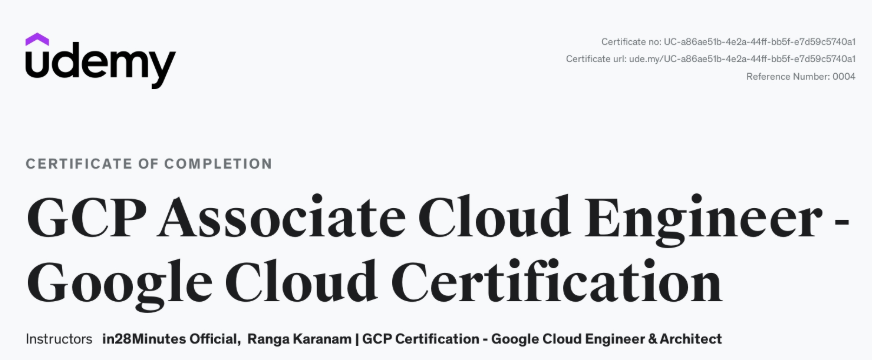 udemy
Certificate no: UC-a86ae51b-4e2a-44ff-bb5f-e7d59c5740a1
Certificate url: ude.my/UC-a86ae51b-4e2a-44ff-bb5f-e7d59c5740a1
Reference Number: 0004
CERTIFICATE OF COMPLETION
GCP Associate Cloud Engineer -
Google Cloud Certification
Instructors in28Minutes Official, Ranga Karanam | GCP Certification - Google Cloud Engineer & Architect